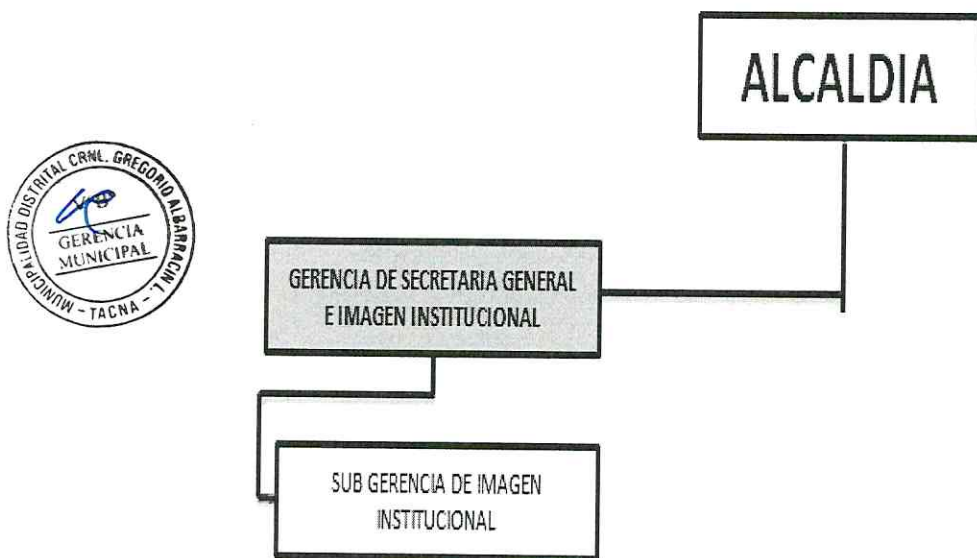 ALCALDIA
MUNICIPALIDAD DISTRITAL CRNL. GREGORIO ALBARRACIN L. - TACNA -
GERENCIA
MUNICIPAL
GERENCIA DE SECRETARIA GENERAL
E IMAGEN INSTITUCIONAL
SUB GERENCIA DE IMAGEN
INSTITUCIONAL